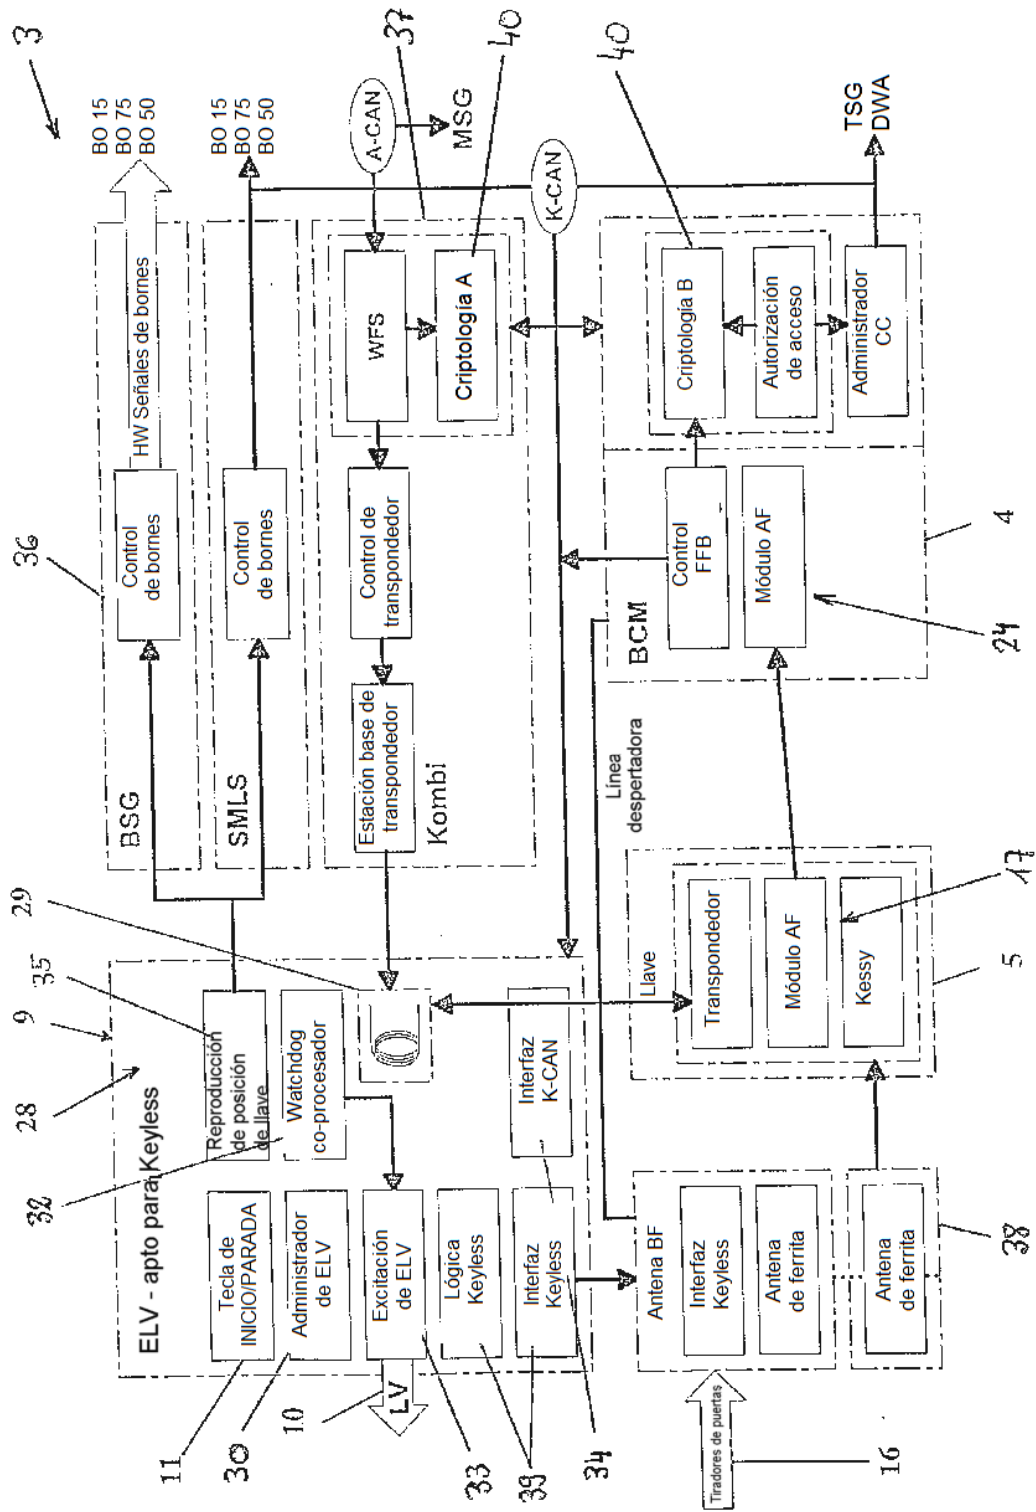 3
BO 15
BO 75
BO 50
BO 15
BO 75
BO 50
HW Señales de bornes
36
Control
de bornes
BSG
Control
de bornes
SMLS
37
40
A-CAN
MSG
WFS
Criptología A
Control de
transpondedor
Estación base de
transpondedor
Kombi
K-CAN
40
TSG
DWA
Criptología B
Autorización
de acceso
Administrador
CC
Control
FFB
Módulo AF
BCM
4
24
Línea
despertadora
9
28
ELV - apto para Keyless
35
29
Reproducción
de posición
de llave
Watchdog
co-procesador
32
Interfaz
K-CAN
Tecla de
INICIO/PARADA
Administrador
de ELV
Excitación
de ELV
Lógica
Keyless
Interfaz
Keyless
11
30
10
LV
33
39
34
Llave
Transpondedor
Módulo AF
Kessy
17
5
Antena BF
Interfaz
Keyless
Antena
de ferrita
Antena
de ferrita
38
Tiradores de puertas
16